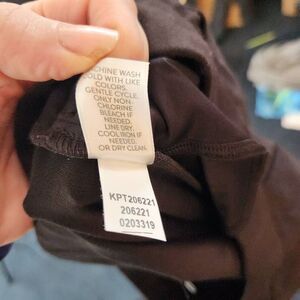 CHINE WASH
COLD WITH LIKE
COLORS.
GENTLE CYCLE.
ONLY NON
CHLORINE
BLEACH IF
NEEDED.
LINE DRY.
COOL IRON IF
NEEDED.
OR DRY CLEAN.
KPT206221
206221
0203319